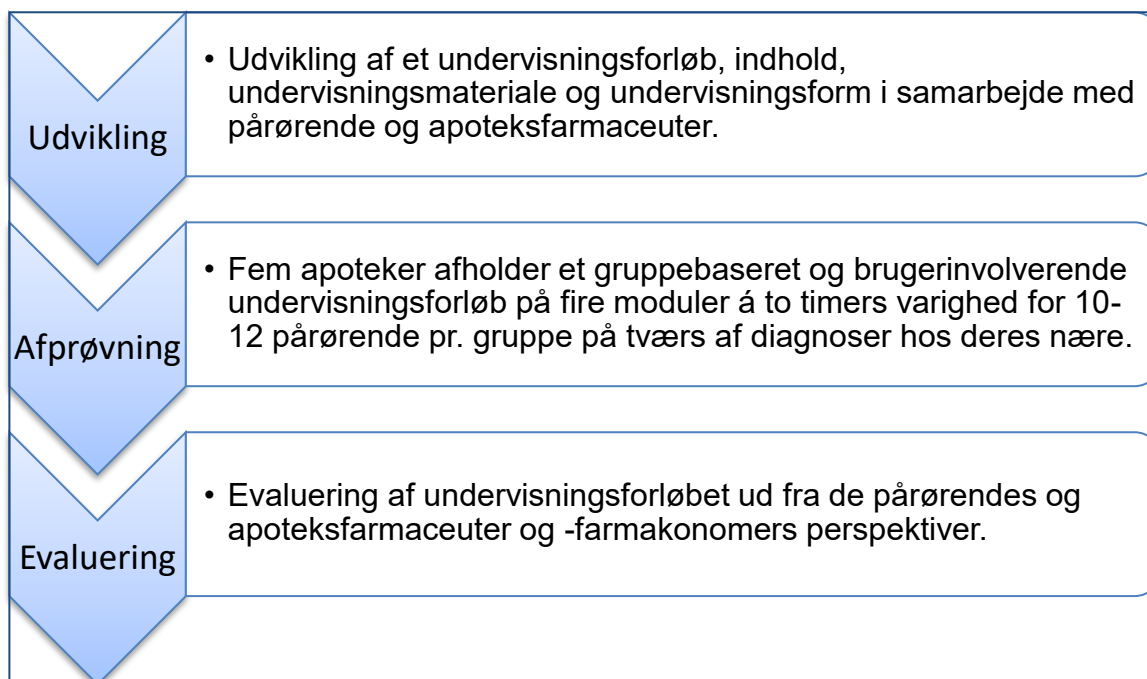 Udvikling
• Udvikling af et undervisningsforløb, indhold,
undervisningsmateriale og undervisningsform i samarbejde med
pårørende og apoteksfarmaceuter.
Afprøvning
• Fem apoteker afholder et gruppebaseret og brugerinvolverende
undervisningsforløb på fire moduler á to timers varighed for 10-
12 pårørende pr. gruppe på tværs af diagnoser hos deres nære.
Evaluering
• Evaluering af undervisningsforløbet ud fra de pårørendes og
apoteksfarmaceuter og -farmakonomers perspektiver.